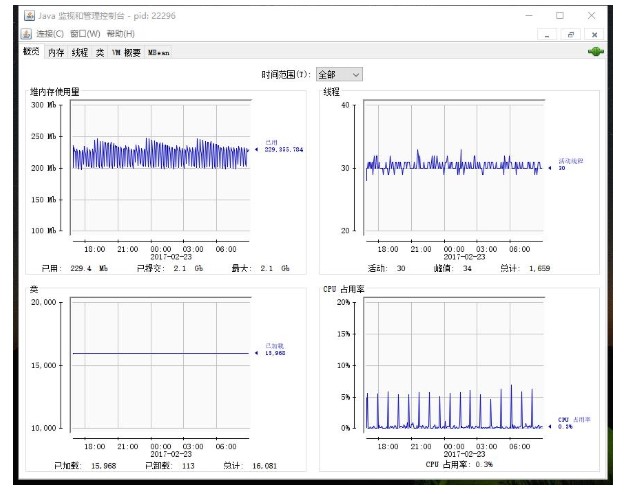 Java 监视和管理控制台 - pid: 22296
连接(C) 窗口(W) 帮助(H)
概览 内存 线程 类 VM 概要 MBean
时间范围(T): 全部
堆内存使用量
300 Mb
250 Mb
200 Mb
150 Mb
100 Mb
已用
229,395,784
18:00 21:00 00:00 03:00 06:00
2017-02-23
已用: 229.4 Mb 已提交: 2.1 Gb 最大: 2.1 Gb
线程
40
30
20
活动线程
30
18:00 21:00 00:00 03:00 06:00
2017-02-23
活动: 30 峰值: 34 总计: 1,659
类
20,000
15,000
10,000
已加载
15,968
18:00 21:00 00:00 03:00 06:00
2017-02-23
已加载: 15,968 已卸载: 113 总计: 16,081
CPU 占用率
20%
15%
10%
5%
0%
CPU 占用率
0.3%
18:00 21:00 00:00 03:00 06:00
2017-02-23
CPU 占用率: 0.3%